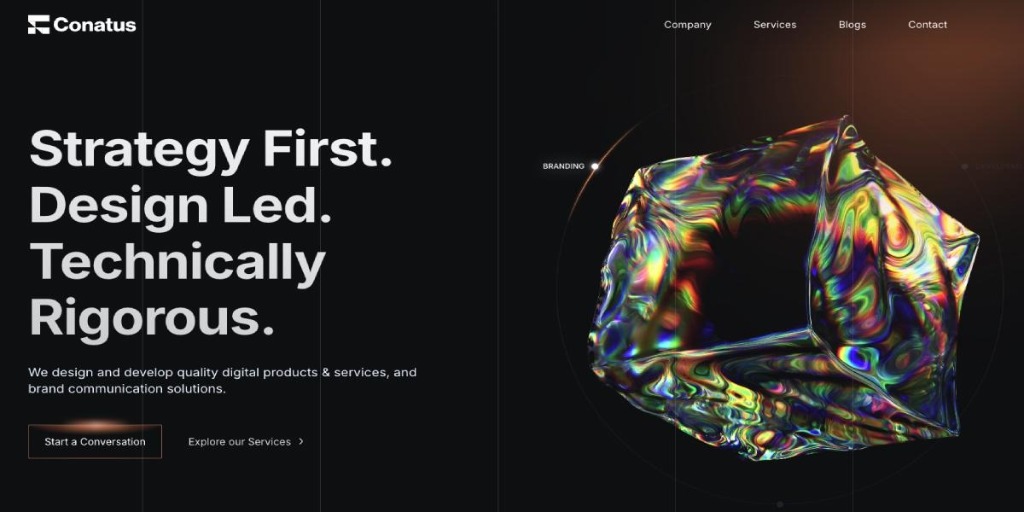 Conatus
Company
Services
Blogs
Contact
Strategy First.
Design Led.
Technically
Rigorous.
BRANDING
We design and develop quality digital products & services, and
brand communication solutions.
Start a Conversation
Explore our Services